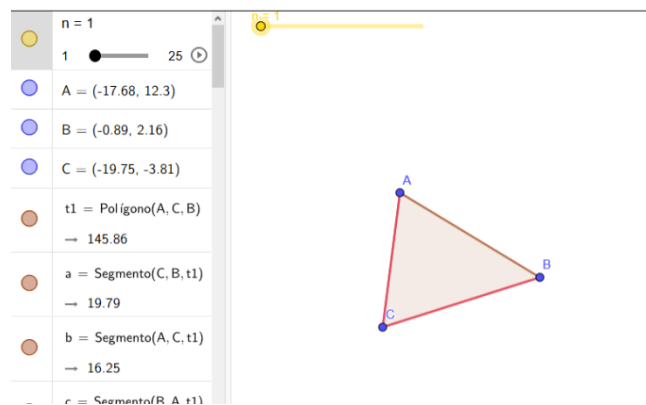 n = 1
1 25
A = (-17.68, 12.3)
B = (-0.89, 2.16)
C = (-19.75, -3.81)
t1 = Polígono(A, C, B)
→ 145.86
a = Segmento(C, B, t1)
→ 19.79
b = Segmento(A, C, t1)
→ 16.25
c = Segmento(B, A, t1)
n = 1
A
B
C